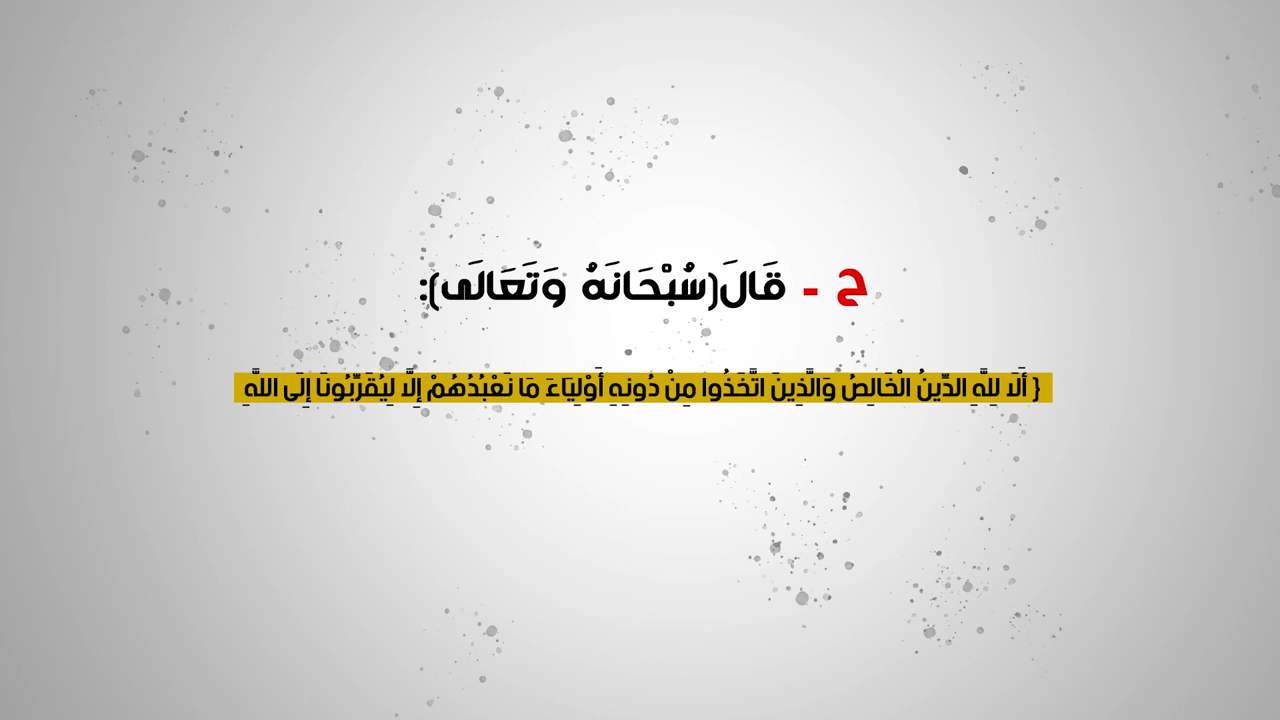 ح - قَالَ(سُبْحَانَهُ وَتَعَالَى):
{ أَلَا لِلَّهِ الدِّينُ الْخَالِصُ وَالَّذِينَ اتَّخَذُوا مِنْ دُونِهِ أَوْلِيَاءَ مَا نَعْبُدُهُمْ إِلَّا لِيُقَرِّبُونَا إِلَى اللَّهِ